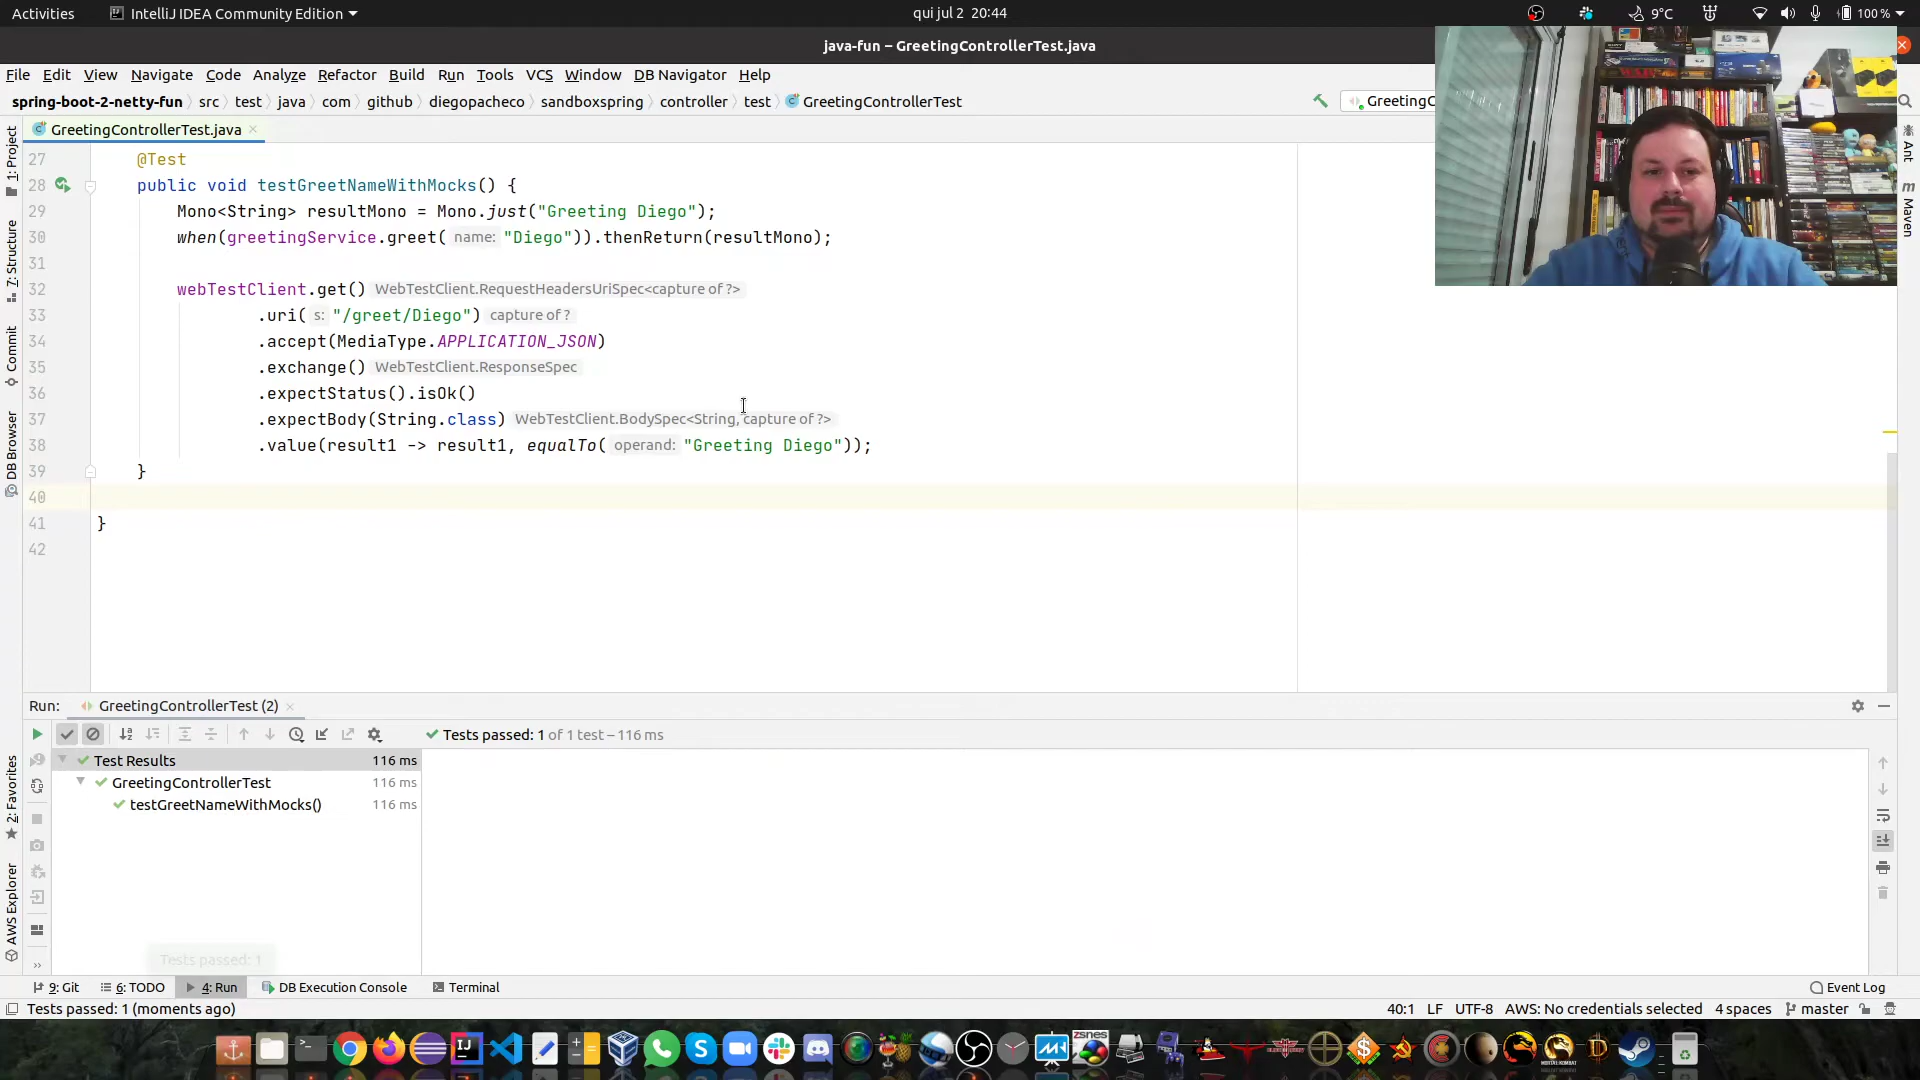 Activities
IntelliJ IDEA Community Edition
qui jul 2 20:44
9°C
100 %
java-fun – GreetingControllerTest.java
File Edit View Navigate Code Analyze Refactor Build Run Tools VCS Window DB Navigator Help
spring-boot-2-netty-fun src test java com github diegopacheco sandboxspring controller test GreetingControllerTest
GreetingC
GreetingControllerTest.java
1: Project
7: Structure
Commit
DB Browser
2: Favorites
AWS Explorer
Ant
m Maven
27 @Test
28 public void testGreetNameWithMocks() {
29 Mono<String> resultMono = Mono.just("Greeting Diego");
30 when(greetingService.greet( name: "Diego")).thenReturn(resultMono);
31
32 webTestClient.get() WebTestClient.RequestHeadersUriSpec<capture of ?>
33 .uri( s: "/greet/Diego") capture of ?
34 .accept(MediaType.APPLICATION_JSON)
35 .exchange() WebTestClient.ResponseSpec
36 .expectStatus().isOk()
37 .expectBody(String.class) WebTestClient.BodySpec<String, capture of ?>
38 .value(result1 -> result1, equalTo( operand: "Greeting Diego"));
39 }
40
41 }
42
Run: GreetingControllerTest (2)
Tests passed: 1 of 1 test – 116 ms
Test Results 116 ms
GreetingControllerTest 116 ms
testGreetNameWithMocks() 116 ms
Tests passed: 1
9: Git 6: TODO 4: Run DB Execution Console Terminal Event Log
Tests passed: 1 (moments ago)
40:1 LF UTF-8 AWS: No credentials selected 4 spaces master
zsnes